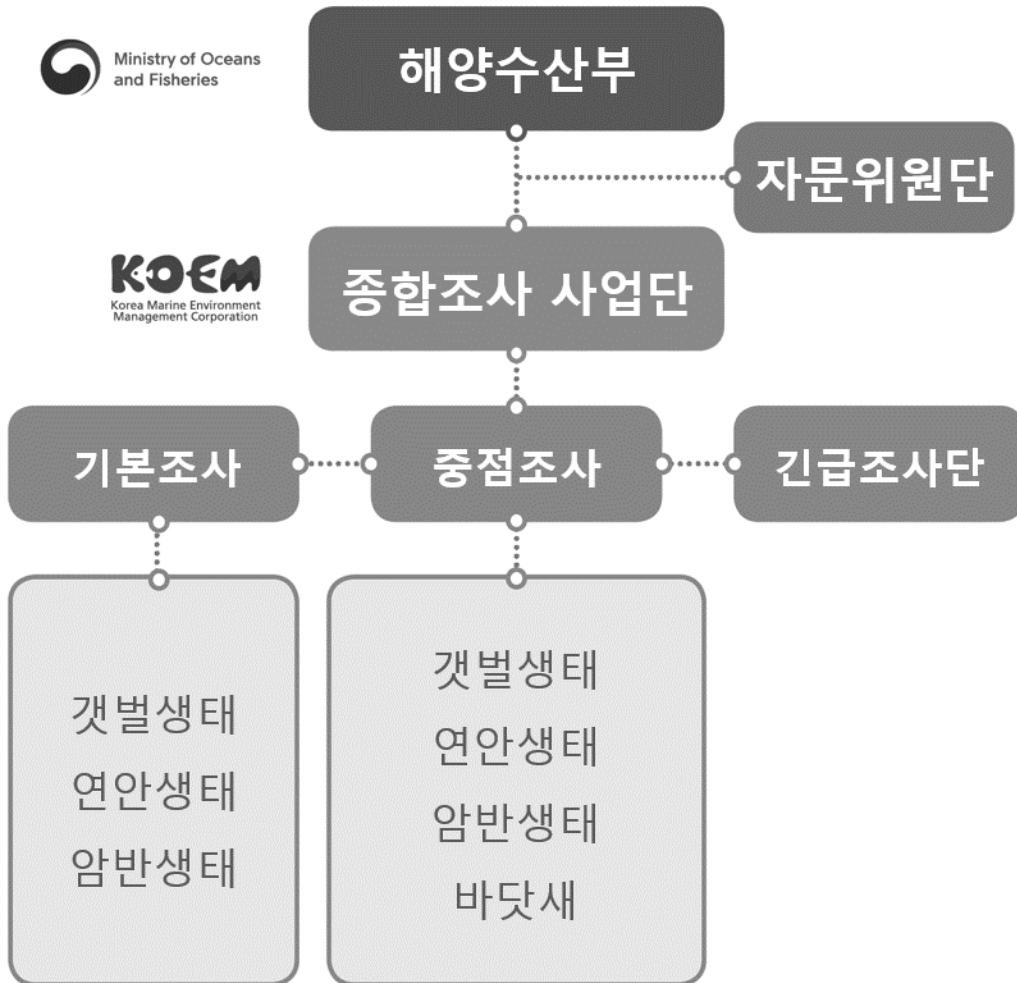 Ministry of Oceans
and Fisheries
해양수산부
자문위원단
KOEM
Korea Marine Environment
Management Corporation
종합조사 사업단
기본조사
중점조사
긴급조사단
갯벌생태
연안생태
암반생태
갯벌생태
연안생태
암반생태
바닷새